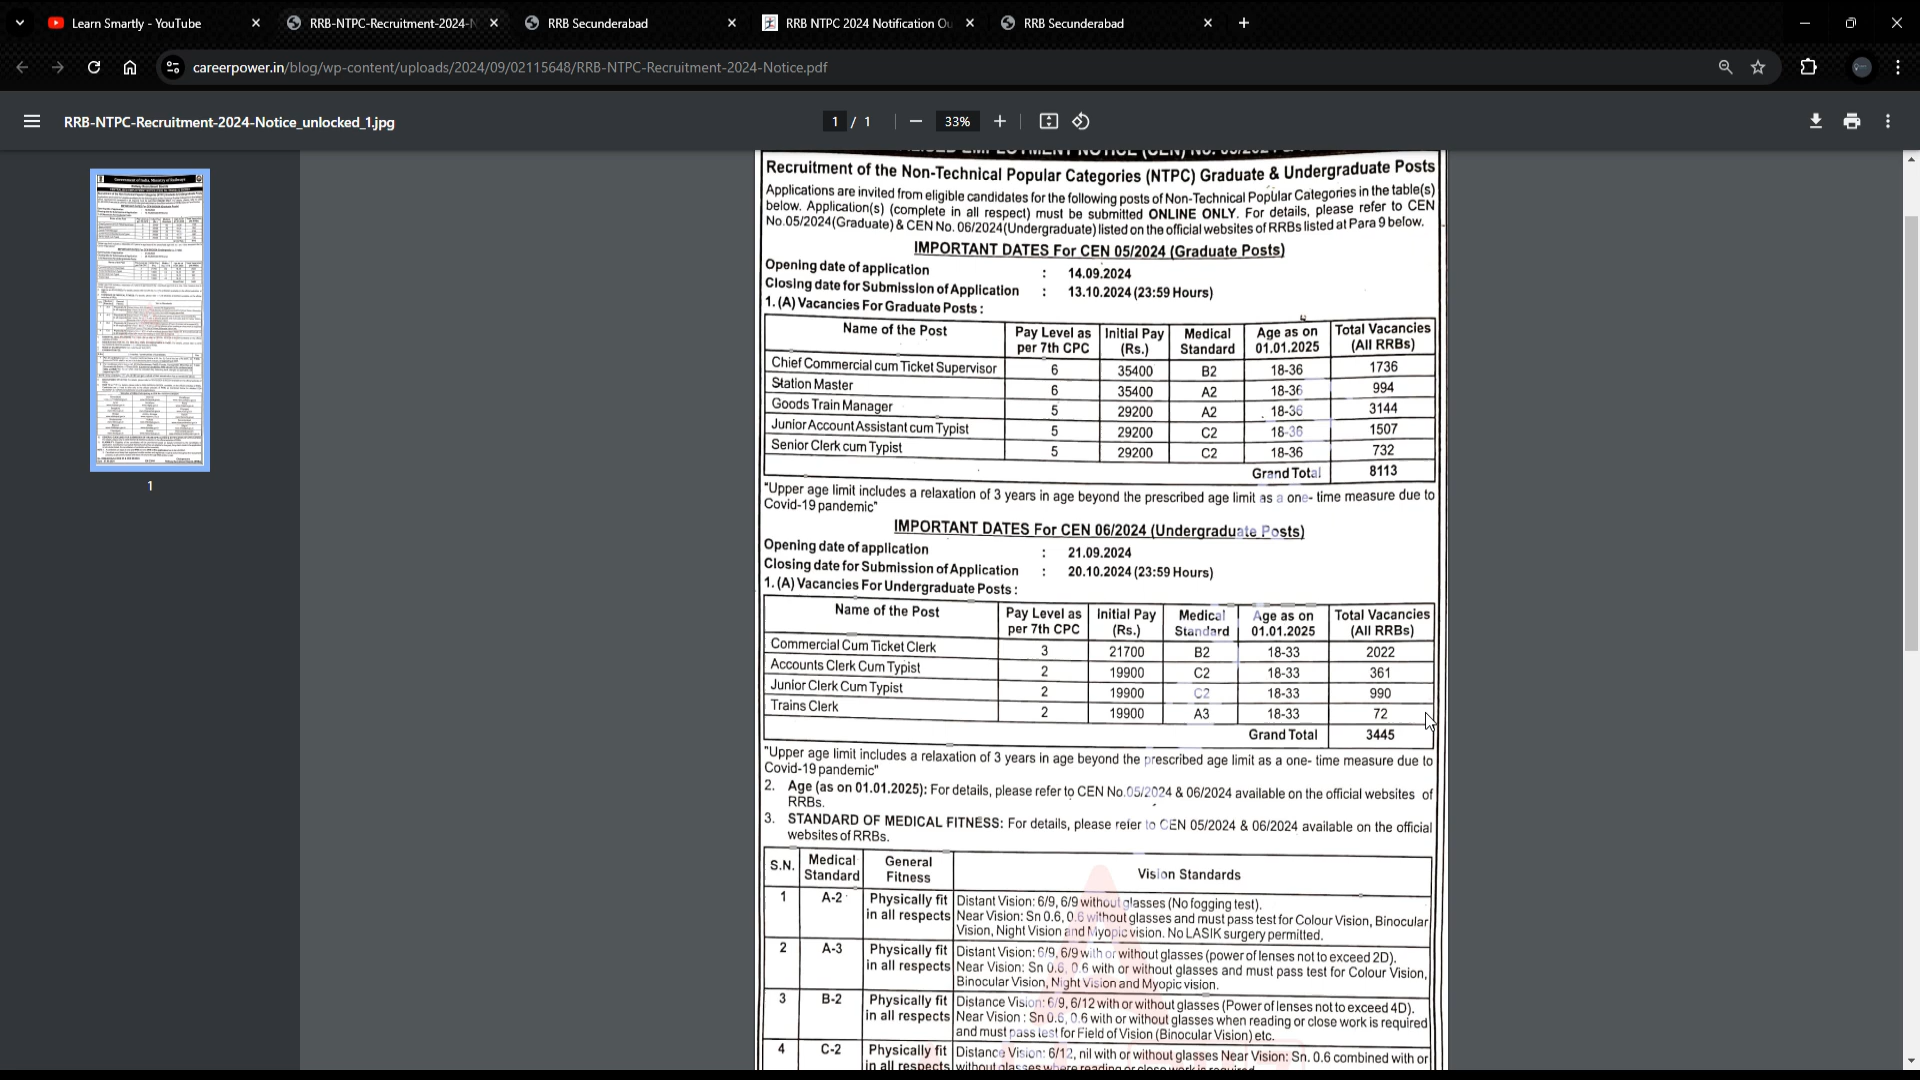 Learn Smartly - YouTube
RRB-NTPC-Recruitment-2024-N
RRB Secunderabad
RRB NTPC 2024 Notification Ou
RRB Secunderabad
careerpower.in/blog/wp-content/uploads/2024/09/02115648/RRB-NTPC-Recruitment-2024-Notice.pdf
RRB-NTPC-Recruitment-2024-Notice_unlocked_1.jpg
1 / 1
33%
1
Recruitment of the Non-Technical Popular Categories (NTPC) Graduate & Undergraduate Posts
Applications are invited from eligible candidates for the following posts of Non-Technical Popular Categories in the table(s)
below. Application(s) (complete in all respect) must be submitted ONLINE ONLY. For details, please refer to CEN
No.05/2024(Graduate) & CEN No. 06/2024(Undergraduate) listed on the official websites of RRBs listed at Para 9 below.
IMPORTANT DATES For CEN 05/2024 (Graduate Posts)
Opening date of application : 14.09.2024
Closing date for Submission of Application : 13.10.2024 (23:59 Hours)
1. (A) Vacancies For Graduate Posts :
Name of the Post Pay Level as per 7th CPC Initial Pay (Rs.) Medical Standard Age as on 01.01.2025 Total Vacancies (All RRBs)
Chief Commercial cum Ticket Supervisor 6 35400 B2 18-36 1736
Station Master 6 35400 A2 18-36 994
Goods Train Manager 5 29200 A2 18-36 3144
Junior Account Assistant cum Typist 5 29200 C2 18-36 1507
Senior Clerk cum Typist 5 29200 C2 18-36 732
Grand Total 8113
"Upper age limit includes a relaxation of 3 years in age beyond the prescribed age limit as a one- time measure due to
Covid-19 pandemic"
IMPORTANT DATES For CEN 06/2024 (Undergraduate Posts)
Opening date of application : 21.09.2024
Closing date for Submission of Application : 20.10.2024 (23:59 Hours)
1. (A) Vacancies For Undergraduate Posts :
Name of the Post Pay Level as per 7th CPC Initial Pay (Rs.) Medical Standard Age as on 01.01.2025 Total Vacancies (All RRBs)
Commercial Cum Ticket Clerk 3 21700 B2 18-33 2022
Accounts Clerk Cum Typist 2 19900 C2 18-33 361
Junior Clerk Cum Typist 2 19900 C2 18-33 990
Trains Clerk 2 19900 A3 18-33 72
Grand Total 3445
"Upper age limit includes a relaxation of 3 years in age beyond the prescribed age limit as a one- time measure due to
Covid-19 pandemic"
2. Age (as on 01.01.2025): For details, please refer to CEN No.05/2024 & 06/2024 available on the official websites of
RRBs.
3. STANDARD OF MEDICAL FITNESS: For details, please refer to CEN 05/2024 & 06/2024 available on the official
websites of RRBs.
S.N. Medical Standard General Fitness Vision Standards
1 A-2 Physically fit in all respects Distant Vision: 6/9, 6/9 without glasses (No fogging test).
Near Vision: Sn 0.6, 0.6 without glasses and must pass test for Colour Vision, Binocular
Vision, Night Vision and Myopic vision. No LASIK surgery permitted.
2 A-3 Physically fit in all respects Distant Vision: 6/9, 6/9 with or without glasses (power of lenses not to exceed 2D).
Near Vision: Sn 0.6, 0.6 with or without glasses and must pass test for Colour Vision,
Binocular Vision, Night Vision and Myopic vision.
3 B-2 Physically fit in all respects Distance Vision: 6/9, 6/12 with or without glasses (Power of lenses not to exceed 4D).
Near Vision : Sn 0.6, 0.6 with or without glasses when reading or close work is required
and must pass test for Field of Vision (Binocular Vision) etc.
4 C-2 Physically fit in all respects Distance Vision: 6/12, nil with or without glasses Near Vision: Sn. 0.6 combined with or
without glasses where reading or close work is required